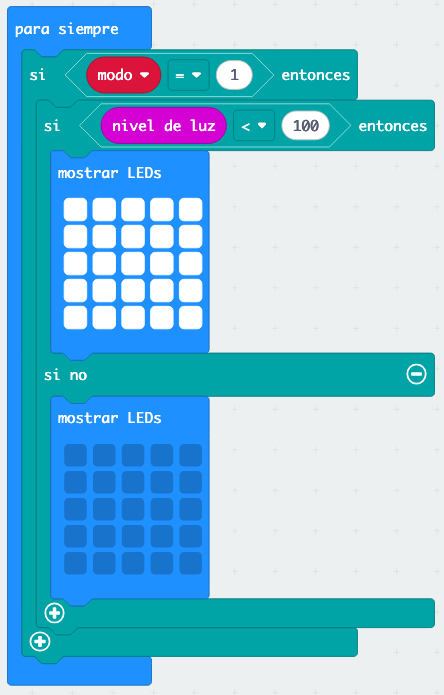 para siempre
si modo = 1 entonces
si nivel de luz < 100 entonces
mostrar LEDs
si no
mostrar LEDs